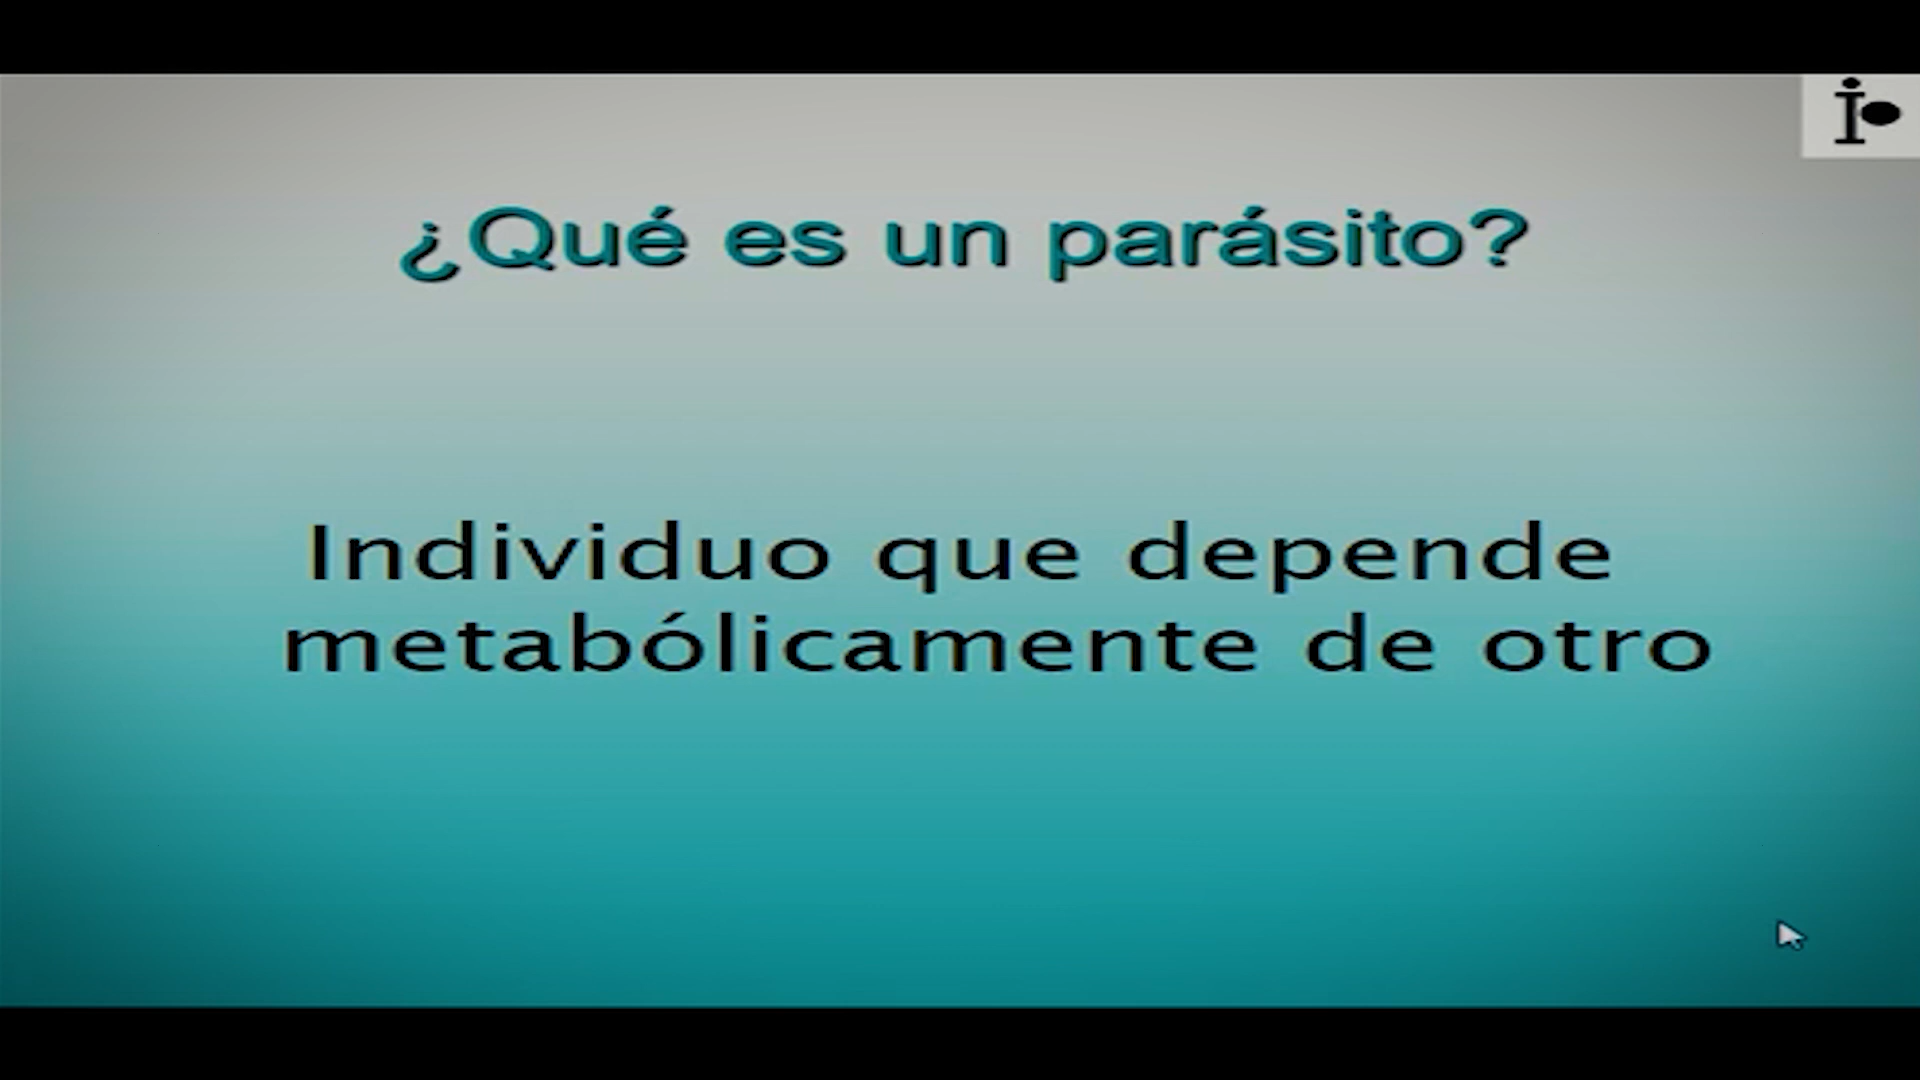 ¿Qué es un parásito?
Individuo que depende
metabólicamente de otro